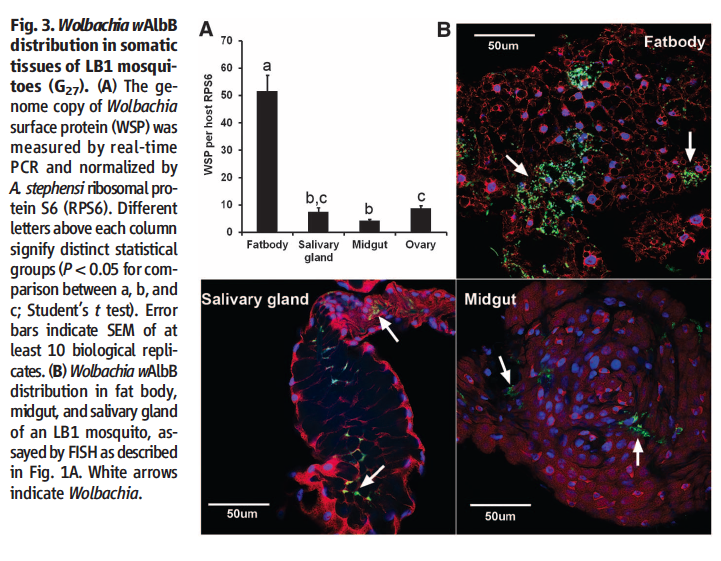 Fig. 3. Wolbachia wAlbB
distribution in somatic
tissues of LB1 mosqui-
toes (G27). (A) The ge-
nome copy of Wolbachia
surface protein (WSP) was
measured by real-time
PCR and normalized by
A. stephensi ribosomal pro-
tein S6 (RPS6). Different
letters above each column
signify distinct statistical
groups (P < 0.05 for com-
parison between a, b, and
c; Student's t test). Error
bars indicate SEM of at
least 10 biological repli-
cates. (B) Wolbachia wAlbB
distribution in fat body,
midgut, and salivary gland
of an LB1 mosquito, as-
sayed by FISH as described
in Fig. 1A. White arrows
indicate Wolbachia.
A
WSP per host RPS6
70
60
50
40
30
20
10
0
a
b,c
b
c
Fatbody
Salivary
gland
Midgut
Ovary
B
50um
Fatbody
Salivary gland
50um
Midgut
50um